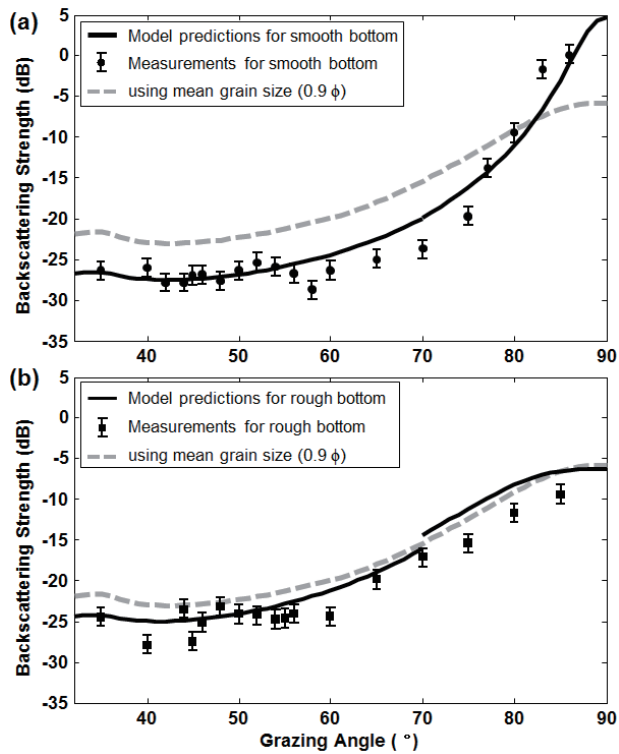 (a)
5
0
-5
-10
-15
-20
-25
-30
-35
Backscattering Strength (dB)
Model predictions for smooth bottom
Measurements for smooth bottom
using mean grain size (0.9 ϕ)
40 50 60 70 80 90
(b)
5
0
-5
-10
-15
-20
-25
-30
-35
Backscattering Strength (dB)
Model predictions for rough bottom
Measurements for rough bottom
using mean grain size (0.9 ϕ)
40 50 60 70 80 90
Grazing Angle ( °)